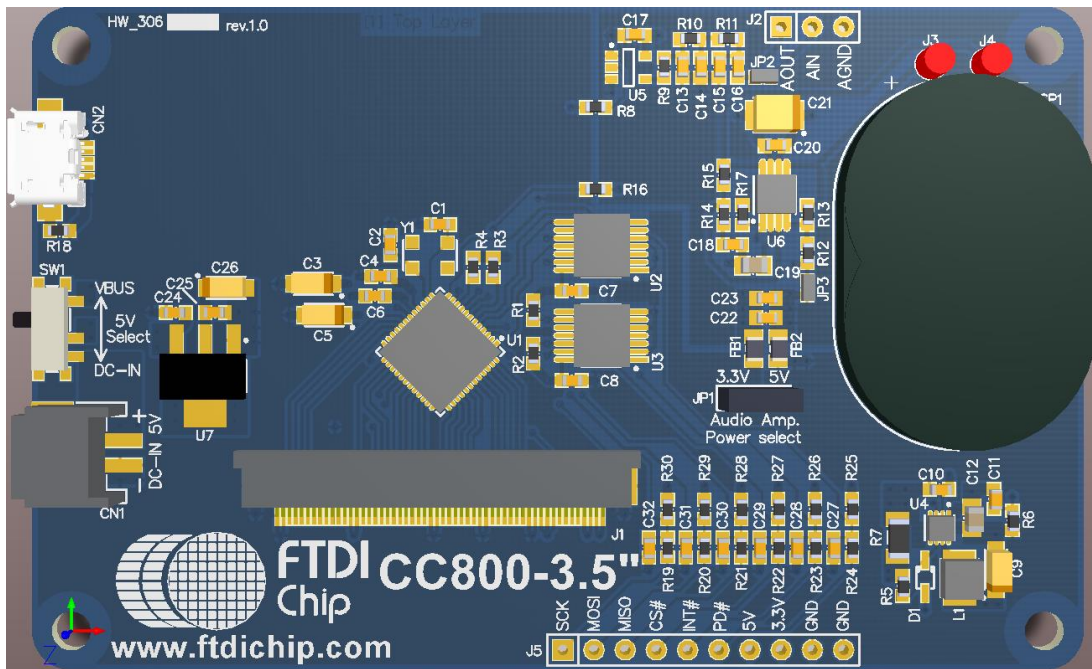 HW_306 rev.1.0
C17
R10
R11
J2
AOUT
AIN
AGND
J3
J4
CN2
U5
R9
C13
C14
C15
C16
JP2
+
C21
R8
C20
R15
R17
R14
U6
R13
R16
R18
C1
C2
Y1
R4
R3
C18
C19
R12
JP3
SW1
VBUS
5V
Select
DC-IN
C26
C25
C24
C3
C4
C6
C5
U2
C7
C23
C22
R1
R2
U1
U3
C8
FB1
FB2
3.3V
5V
JP1
Audio Amp.
Power select
U7
+
5V
DC-IN
CN1
R30
R29
R28
R27
R26
R25
C10
C12
C11
U4
R7
R6
J1
C32
C31
C30
C29
C28
C27
R19
R20
R21
R22
R23
R24
R5
D1
L1
C9
FTDI
Chip
CC800-3.5"
www.ftdichip.com
J5
SCK
MOSI
MISO
CS#
INT#
PD#
5V
3.3V
GND
GND
Z